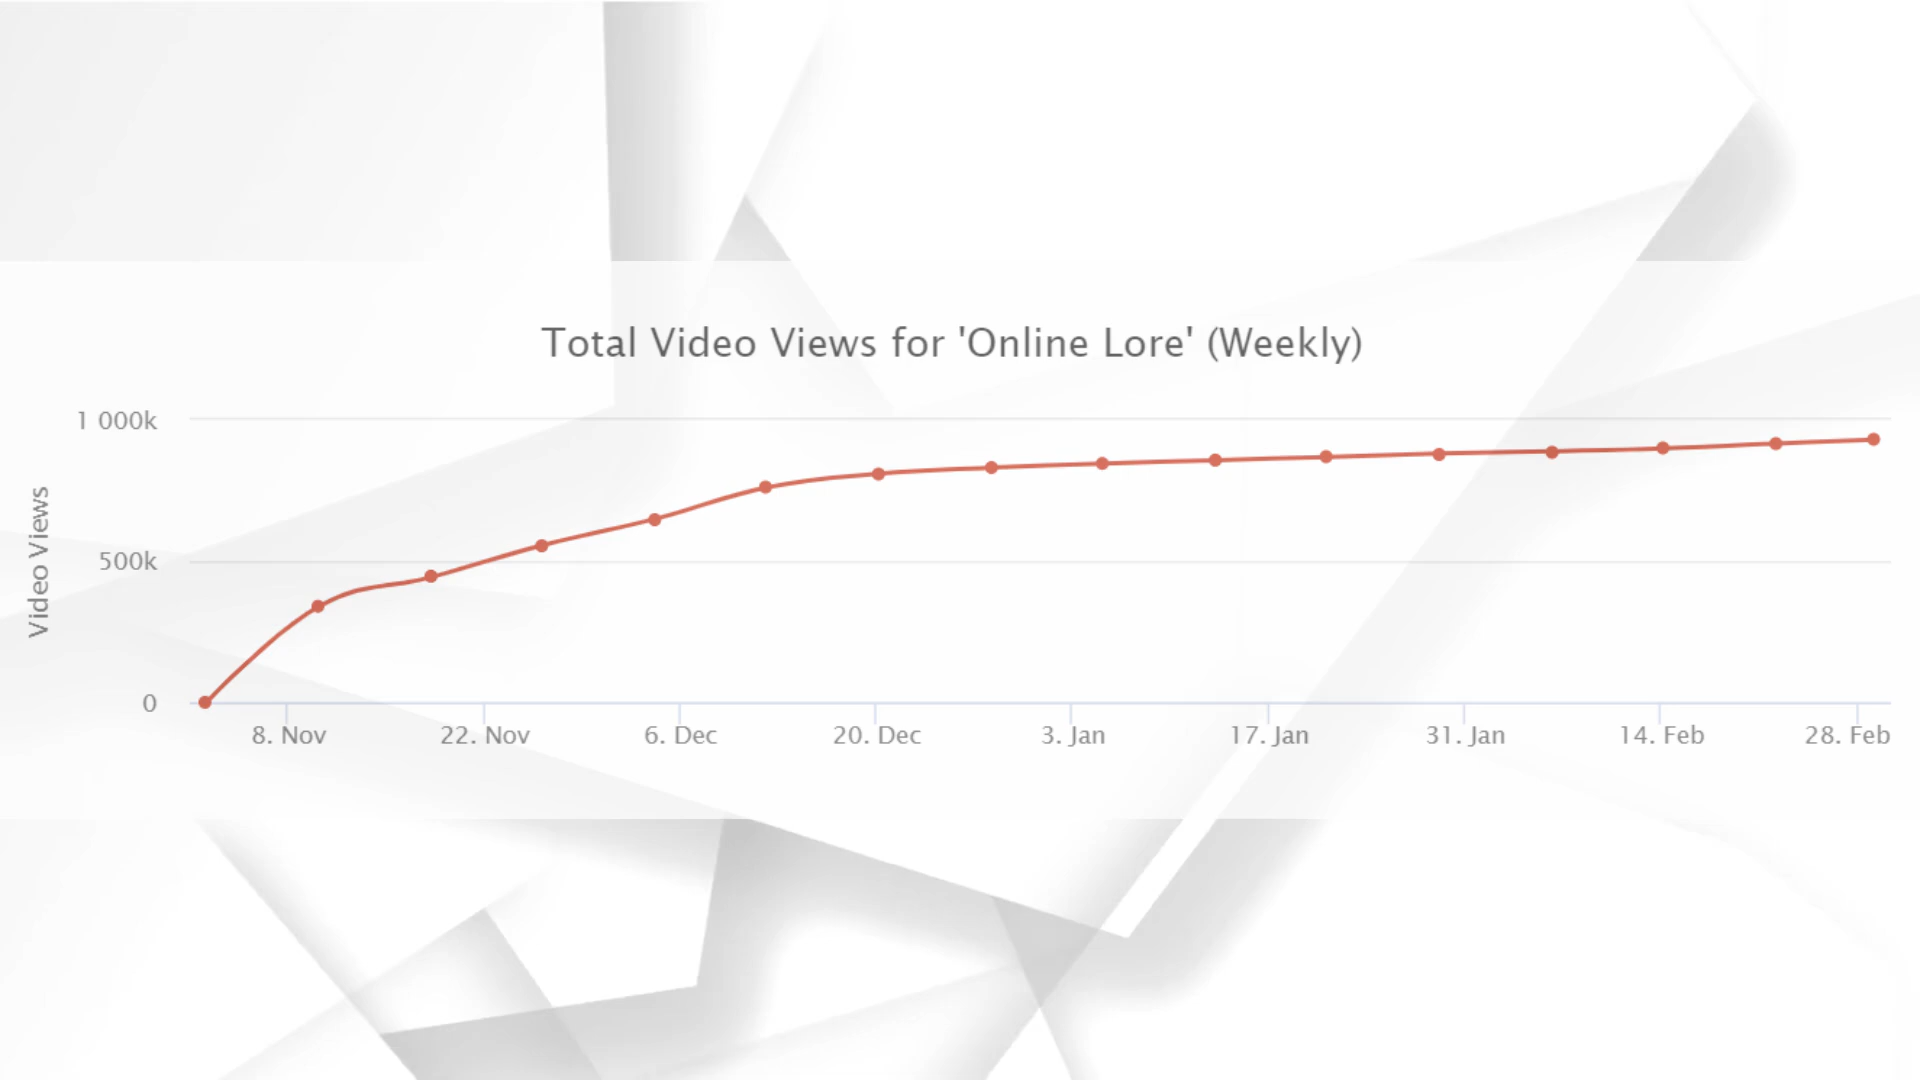 Total Video Views for 'Online Lore' (Weekly)
Video Views
1 000k
500k
0
8. Nov 22. Nov 6. Dec 20. Dec 3. Jan 17. Jan 31. Jan 14. Feb 28. Feb